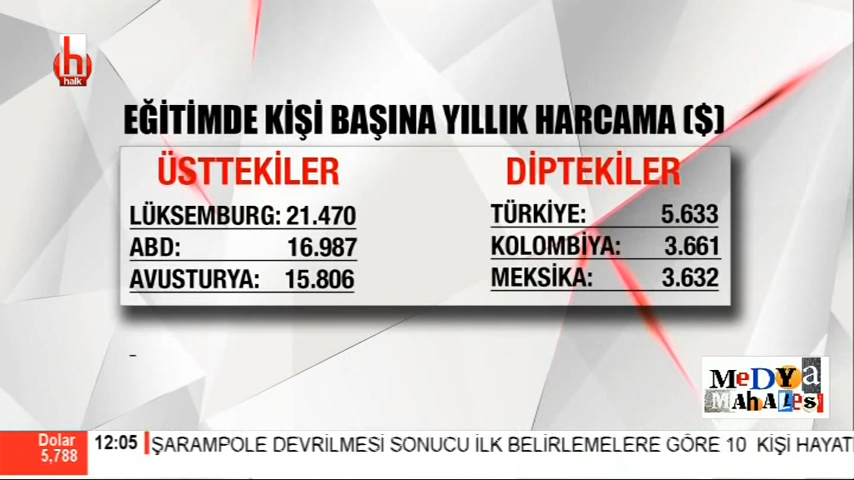 h
halk
EĞİTİMDE KİŞİ BAŞINA YILLIK HARCAMA ($)
ÜSTTEKİLER
LÜKSEMBURG: 21.470
ABD: 16.987
AVUSTURYA: 15.806
DİPTEKİLER
TÜRKİYE: 5.633
KOLOMBİYA: 3.661
MEKSİKA: 3.632
MeDYa
MaHALESİ
Dolar
5,788
12:05
ŞARAMPOLE DEVRİLMESİ SONUCU İLK BELİRLEMELERE GÖRE 10 KİŞİ HAYATI